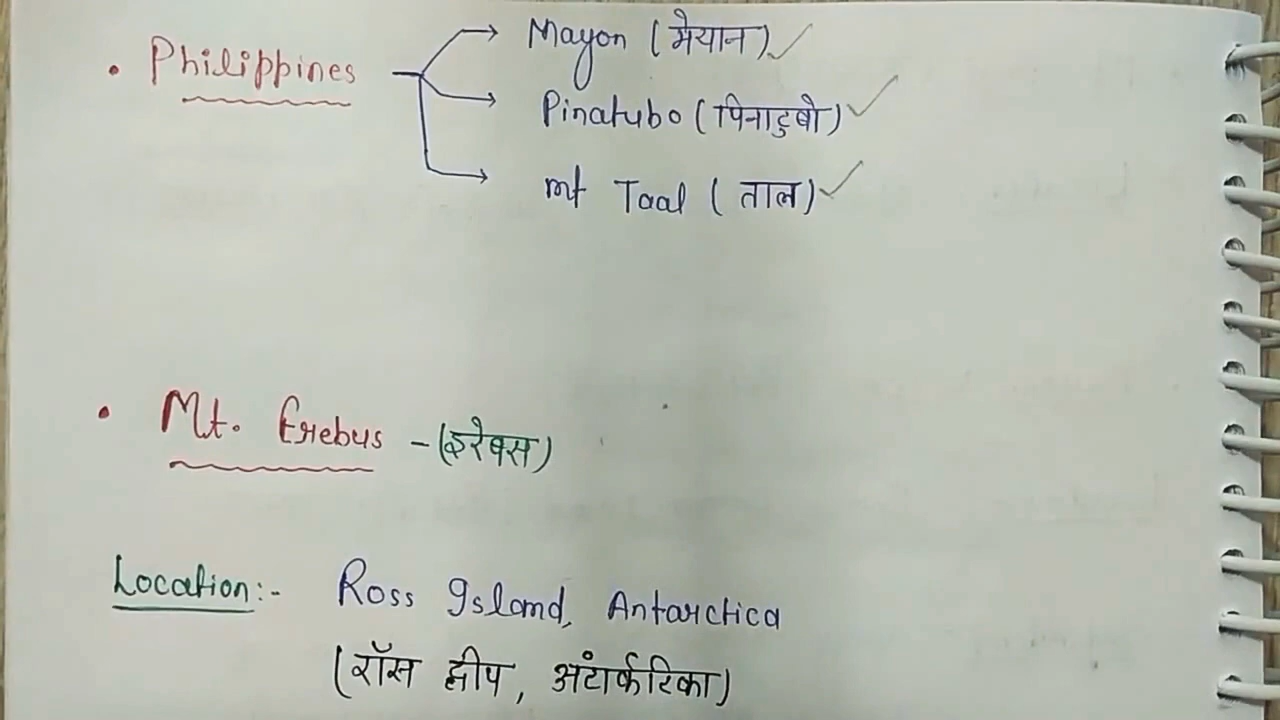 • Philippines → Mayon (मेयान) ✓
→ Pinatubo (पिनाटुबो) ✓
→ mt Taal (ताल) ✓
• Mt. Erebus - (इरेबस)
Location:- Ross Island, Antarctica
(रॉस द्वीप, अंटार्कटिका)